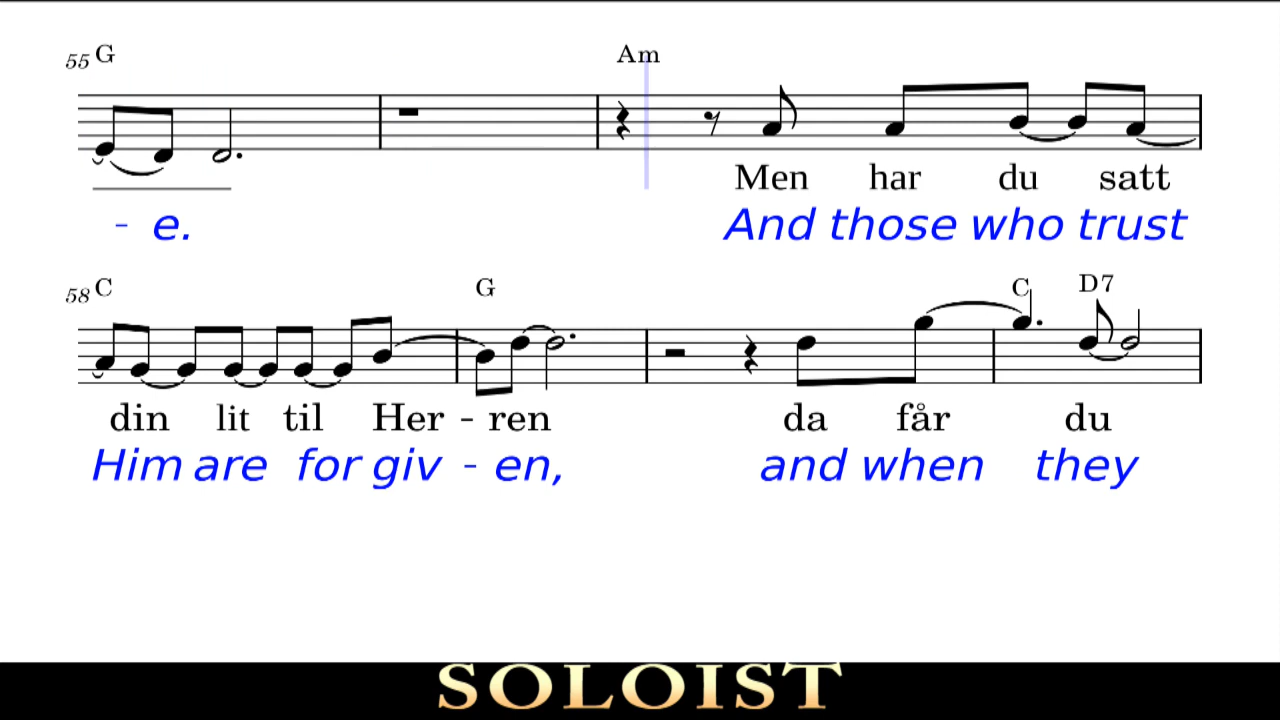 55 G Am
Men har du satt
- e. And those who trust
58 C G C D7
din lit til Her - ren da får du
Him are for giv - en, and when they
SOLOIST